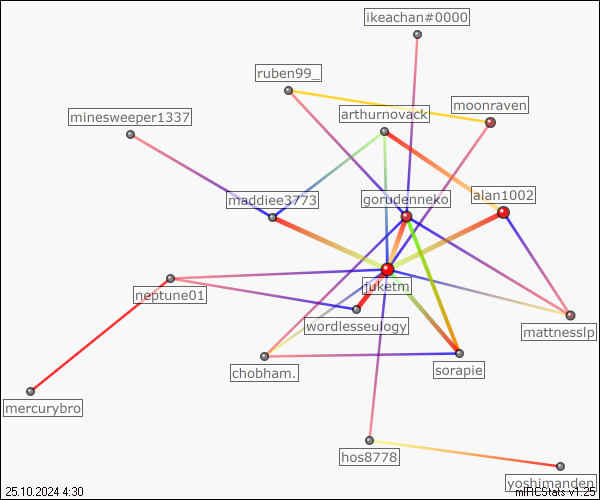 ikeachan#0000
ruben99_
moonraven
arthurnovack
minesweeper1337
alan1002
maddiee3773
gorudenneko
juketm
neptune01
wordlesseulogy
mattnesslp
chobham.
sorapie
mercurybro
hos8778
yoshimanden
25.10.2024 4:30
mIRCStats v1.25